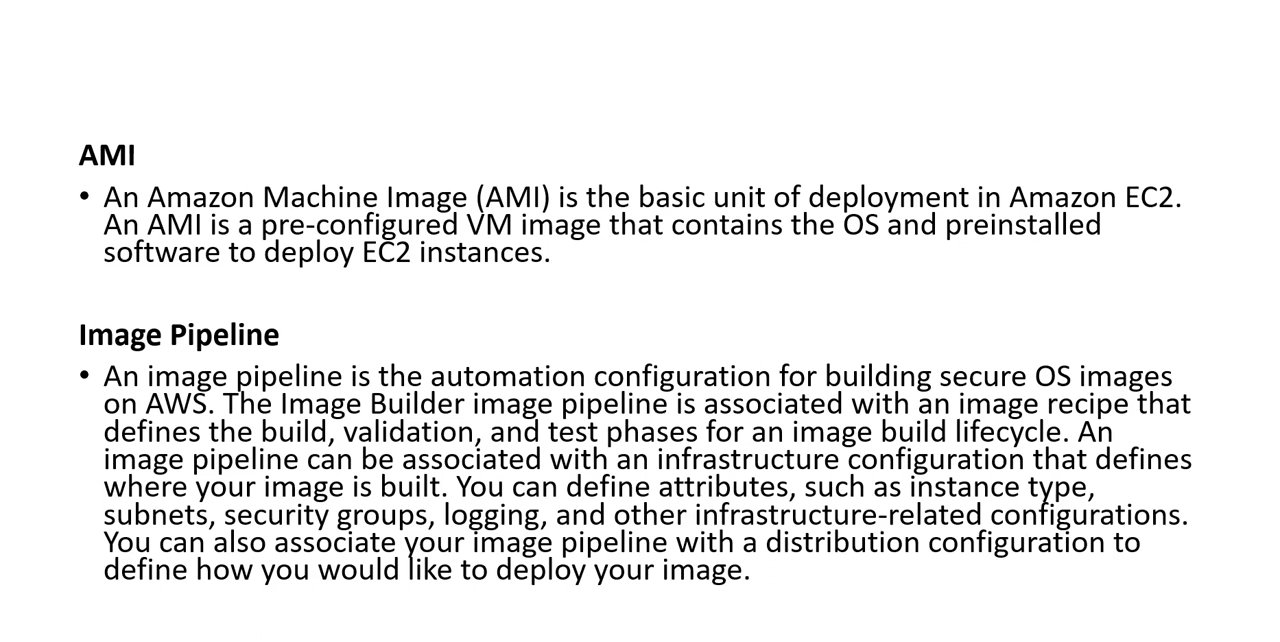 AMI
• An Amazon Machine Image (AMI) is the basic unit of deployment in Amazon EC2.
An AMI is a pre-configured VM image that contains the OS and preinstalled
software to deploy EC2 instances.
Image Pipeline
• An image pipeline is the automation configuration for building secure OS images
on AWS. The Image Builder image pipeline is associated with an image recipe that
defines the build, validation, and test phases for an image build lifecycle. An
image pipeline can be associated with an infrastructure configuration that defines
where your image is built. You can define attributes, such as instance type,
subnets, security groups, logging, and other infrastructure-related configurations.
You can also associate your image pipeline with a distribution configuration to
define how you would like to deploy your image.